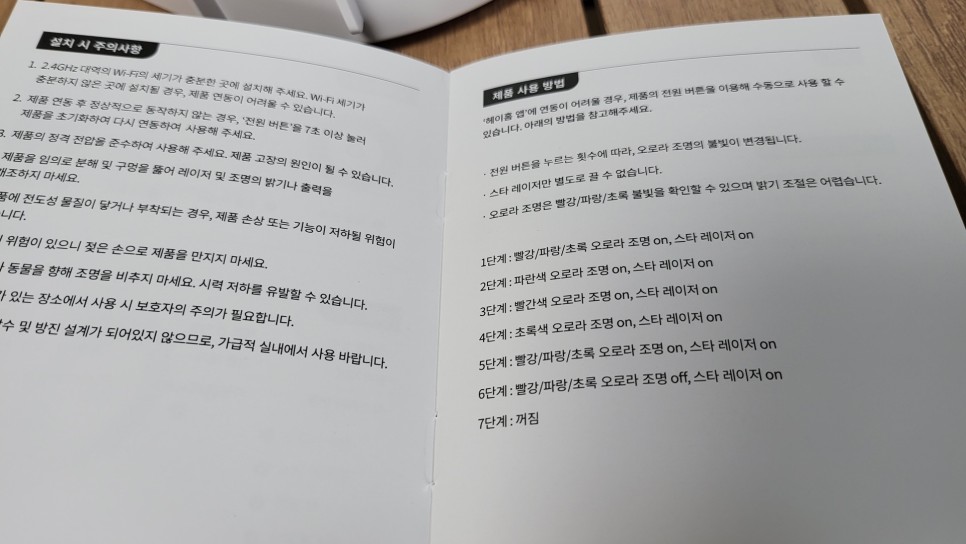 설치 시 주의사항
1. 2.4GHz 대역의 Wi-Fi의 세기가 충분한 곳에 설치해 주세요. Wi-Fi 세기가
충분하지 않은 곳에 설치될 경우, 제품 연동이 어려울 수 있습니다.
2. 제품 연동 후 정상적으로 동작하지 않는 경우, '전원 버튼'을 7초 이상 눌러
제품을 초기화하여 다시 연동하여 사용해 주세요.
3. 제품의 정격 전압을 준수하여 사용해 주세요. 제품 고장의 원인이 될 수 있습니다.
제품을 임의로 분해 및 구멍을 뚫어 레이저 및 조명의 밝기나 출력을
개조하지 마세요.
품에 전도성 물질이 닿거나 부착되는 경우, 제품 손상 또는 기능이 저하될 위험이
니다.
위험이 있으니 젖은 손으로 제품을 만지지 마세요.
동물을 향해 조명을 비추지 마세요. 시력 저하를 유발할 수 있습니다.
가 있는 장소에서 사용 시 보호자의 주의가 필요합니다.
수 및 방진 설계가 되어있지 않으므로, 가급적 실내에서 사용 바랍니다.
제품 사용 방법
'헤이홈 앱'에 연동이 어려울 경우, 제품의 전원 버튼을 이용해 수동으로 사용 할 수
있습니다. 아래의 방법을 참고해주세요.
· 전원 버튼을 누르는 횟수에 따라, 오로라 조명의 불빛이 변경됩니다.
· 스타 레이저만 별도로 끌 수 없습니다.
· 오로라 조명은 빨강/파랑/초록 불빛을 확인할 수 있으며 밝기 조절은 어렵습니다.
1단계 : 빨강/파랑/초록 오로라 조명 on, 스타 레이저 on
2단계 : 파란색 오로라 조명 on, 스타 레이저 on
3단계 : 빨간색 오로라 조명 on, 스타 레이저 on
4단계 : 초록색 오로라 조명 on, 스타 레이저 on
5단계 : 빨강/파랑/초록 오로라 조명 on, 스타 레이저 on
6단계 : 빨강/파랑/초록 오로라 조명 off, 스타 레이저 on
7단계 : 꺼짐